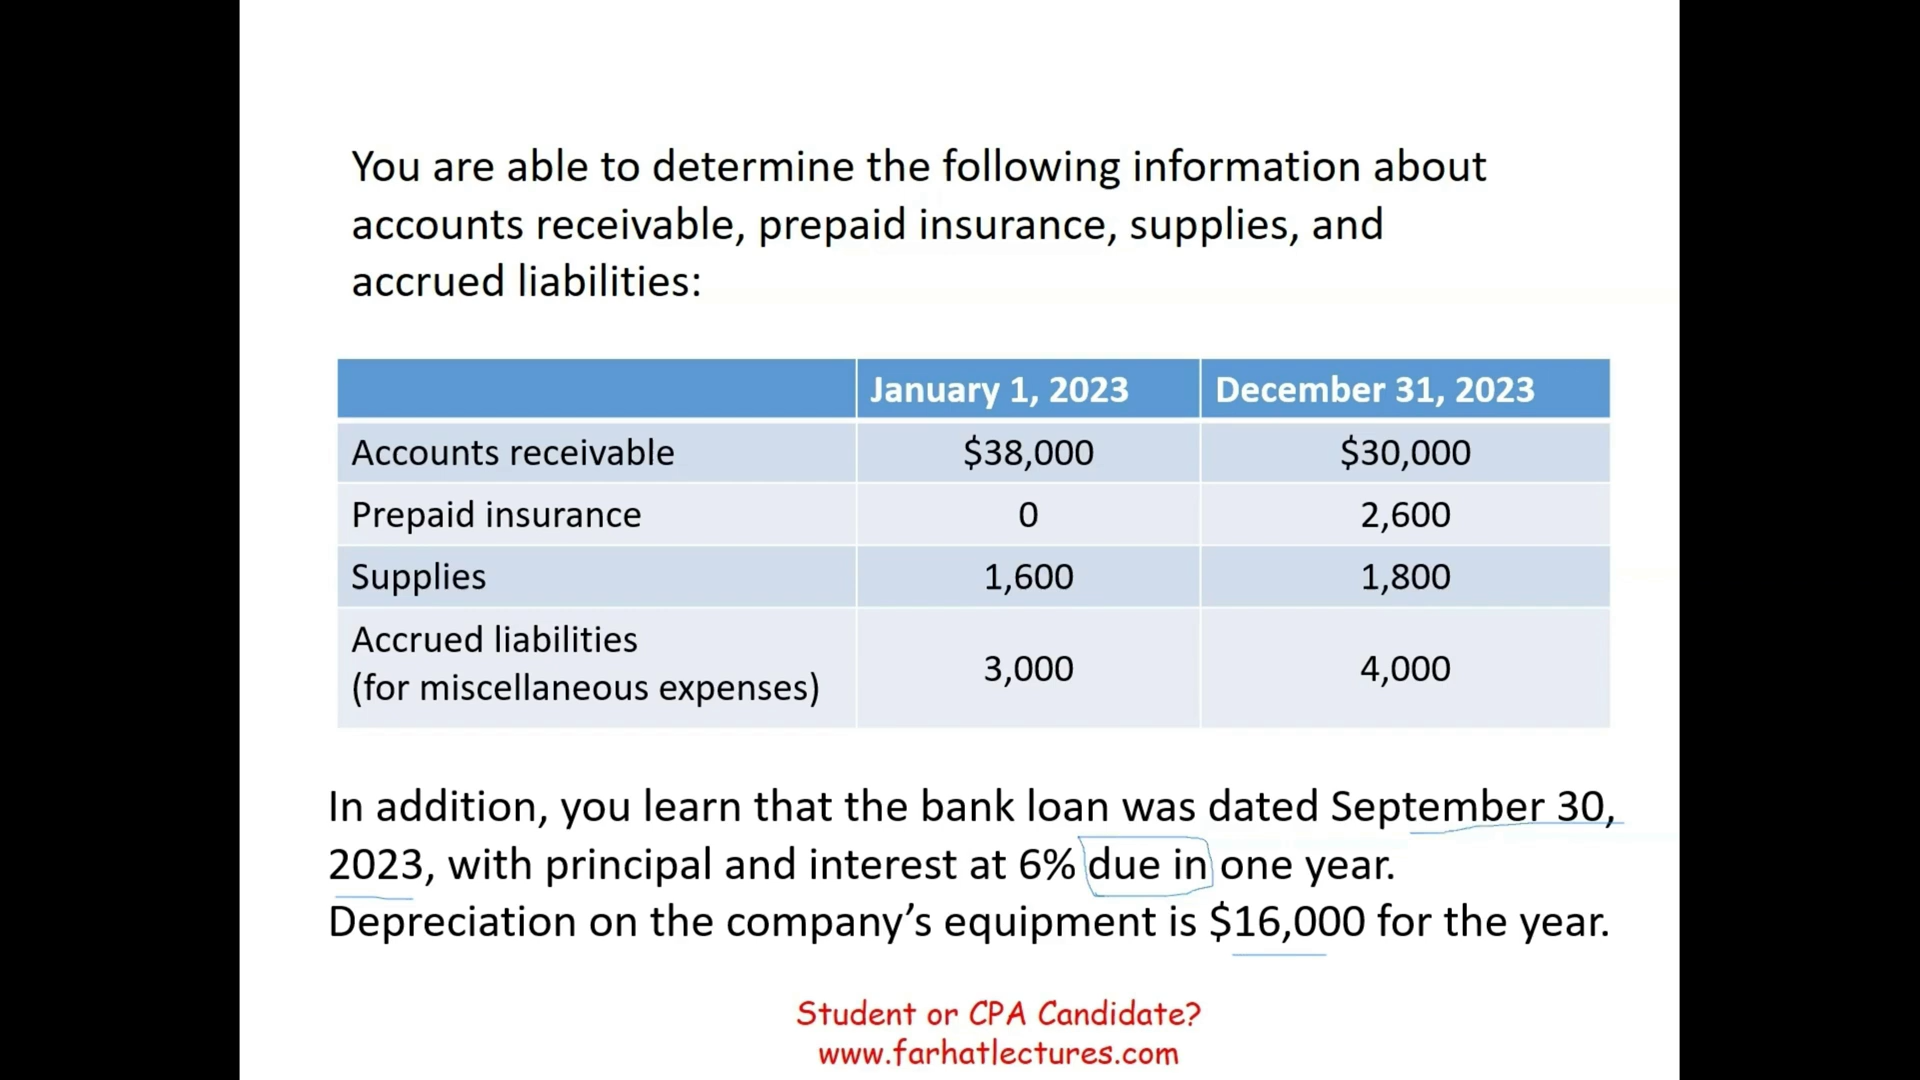 You are able to determine the following information about
accounts receivable, prepaid insurance, supplies, and
accrued liabilities:
January 1, 2023 December 31, 2023
Accounts receivable $38,000 $30,000
Prepaid insurance 0 2,600
Supplies 1,600 1,800
Accrued liabilities
(for miscellaneous expenses) 3,000 4,000
In addition, you learn that the bank loan was dated September 30,
2023, with principal and interest at 6% due in one year.
Depreciation on the company’s equipment is $16,000 for the year.
Student or CPA Candidate?
www.farhatlectures.com